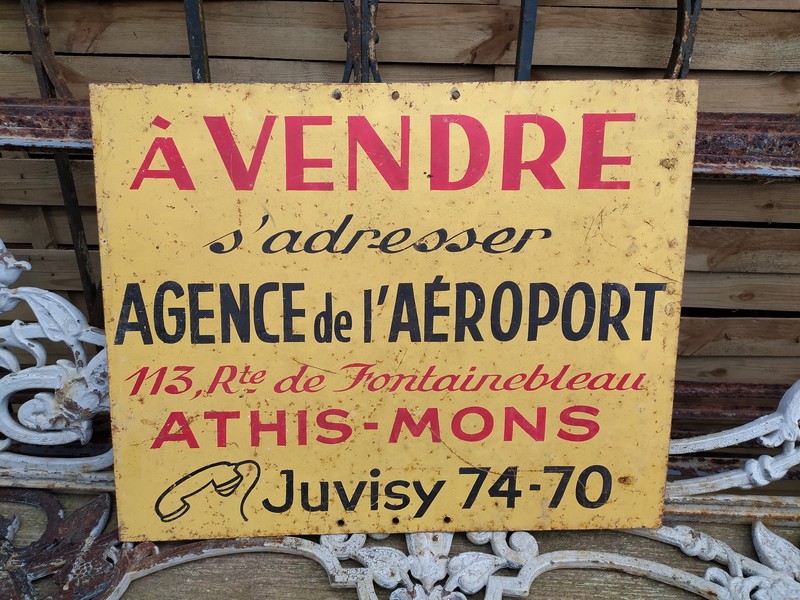 À VENDRE
s'adresser
AGENCE de l'AÉROPORT
113, Rte de Fontainebleau
ATHIS-MONS
Juvisy 74-70